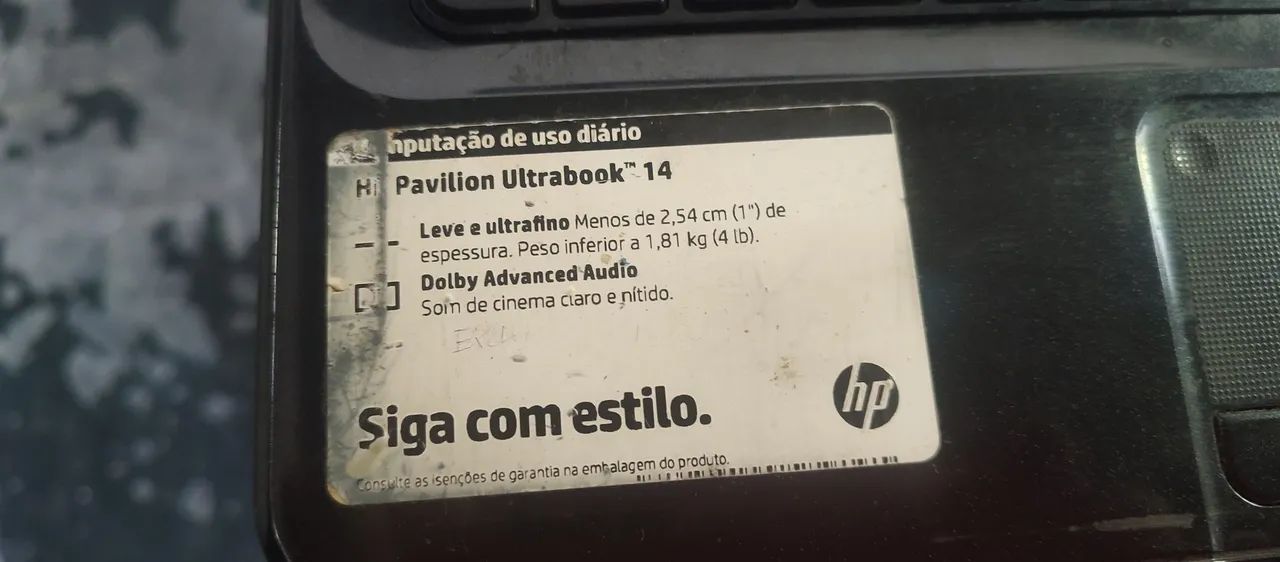 nputação de uso diário
H Pavilion Ultrabook™ 14
Leve e ultrafino Menos de 2,54 cm (1") de
espessura. Peso inferior a 1,81 kg (4 lb).
Dolby Advanced Audio
Som de cinema claro e nítido.
Siga com estilo.
hp
Consulte as isenções de garantia na embalagem do produto.